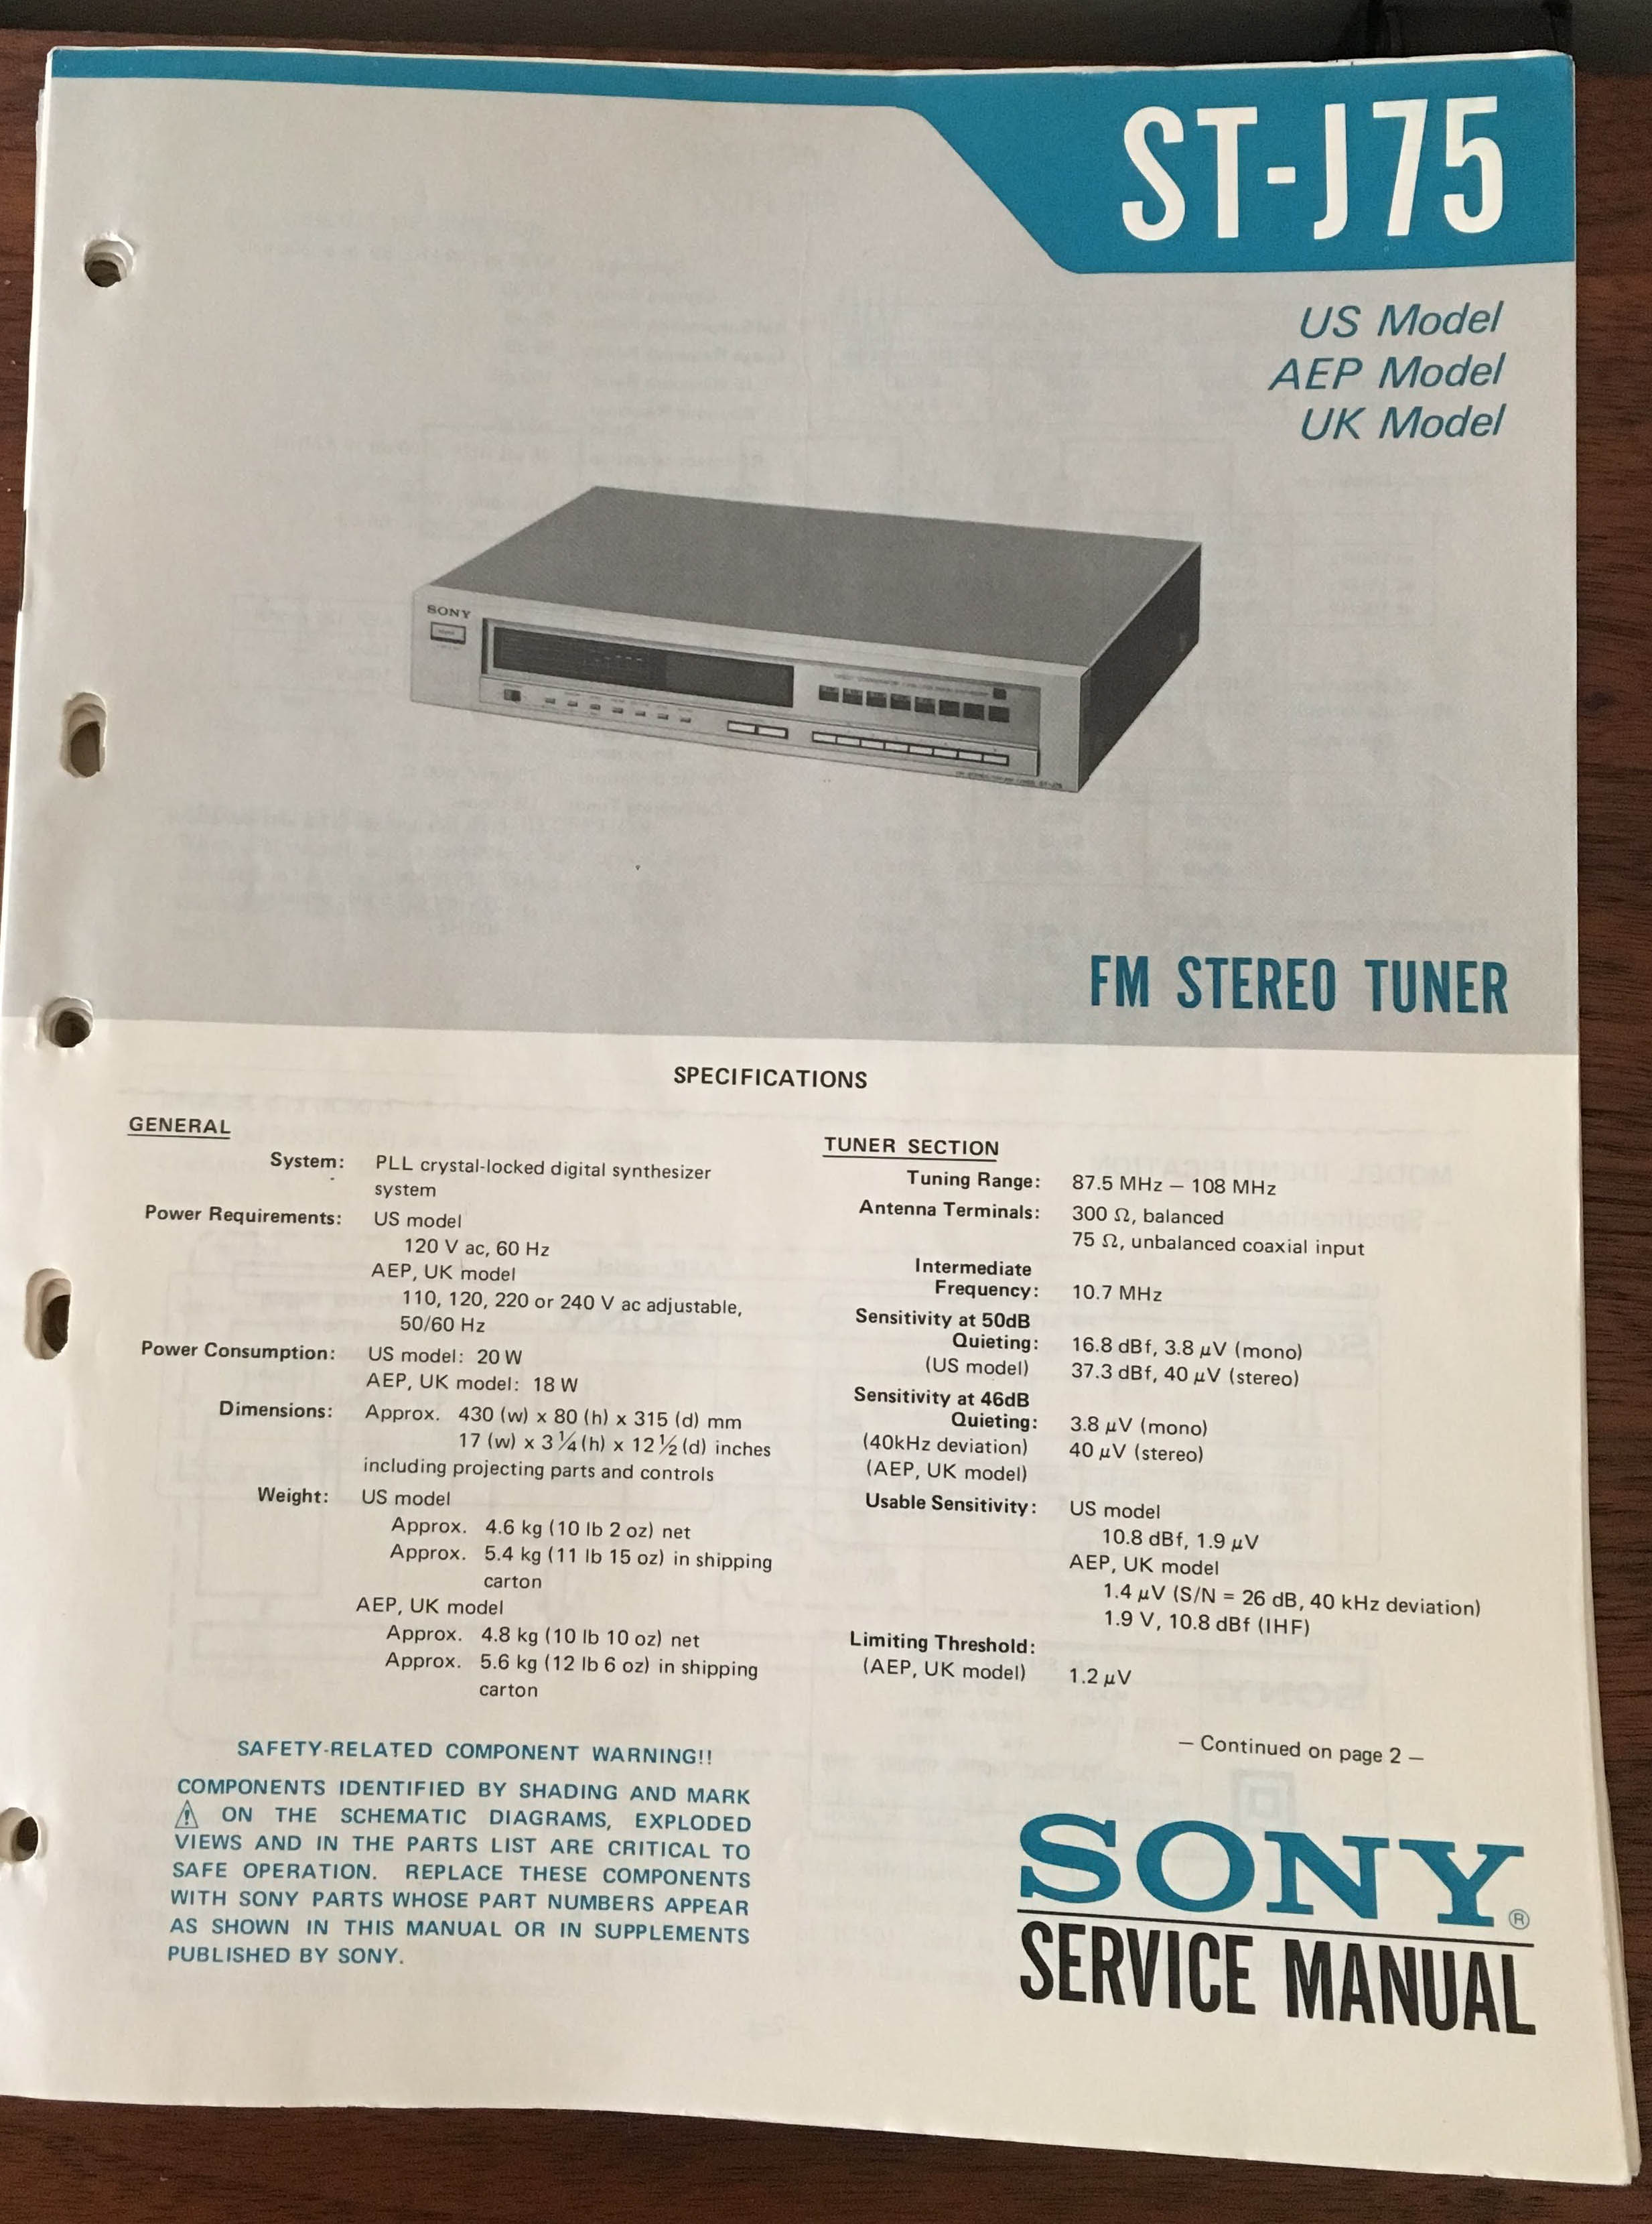 ST-J75
US Model
AEP Model
UK Model
SONY
FM STEREO TUNER
SPECIFICATIONS
GENERAL
System: PLL crystal-locked digital synthesizer
system
Power Requirements: US model
120 V ac, 60 Hz
AEP, UK model
110, 120, 220 or 240 V ac adjustable,
50/60 Hz
Power Consumption: US model: 20 W
AEP, UK model: 18 W
Dimensions: Approx. 430 (w) x 80 (h) x 315 (d) mm
17 (w) x 3 1/4 (h) x 12 1/2 (d) inches
including projecting parts and controls
Weight: US model
Approx. 4.6 kg (10 lb 2 oz) net
Approx. 5.4 kg (11 lb 15 oz) in shipping
carton
AEP, UK model
Approx. 4.8 kg (10 lb 10 oz) net
Approx. 5.6 kg (12 lb 6 oz) in shipping
carton
SAFETY-RELATED COMPONENT WARNING!!
COMPONENTS IDENTIFIED BY SHADING AND MARK
⚠ ON THE SCHEMATIC DIAGRAMS, EXPLODED
VIEWS AND IN THE PARTS LIST ARE CRITICAL TO
SAFE OPERATION. REPLACE THESE COMPONENTS
WITH SONY PARTS WHOSE PART NUMBERS APPEAR
AS SHOWN IN THIS MANUAL OR IN SUPPLEMENTS
PUBLISHED BY SONY.
TUNER SECTION
Tuning Range: 87.5 MHz – 108 MHz
Antenna Terminals: 300 Ω, balanced
75 Ω, unbalanced coaxial input
Intermediate
Frequency: 10.7 MHz
Sensitivity at 50dB
Quieting: 16.8 dBf, 3.8 µV (mono)
(US model) 37.3 dBf, 40 µV (stereo)
Sensitivity at 46dB
Quieting: 3.8 µV (mono)
(40kHz deviation) 40 µV (stereo)
(AEP, UK model)
Usable Sensitivity: US model
10.8 dBf, 1.9 µV
AEP, UK model
1.4 µV (S/N = 26 dB, 40 kHz deviation)
1.9 V, 10.8 dBf (IHF)
Limiting Threshold:
(AEP, UK model) 1.2 µV
– Continued on page 2 –
SONY®
SERVICE MANUAL